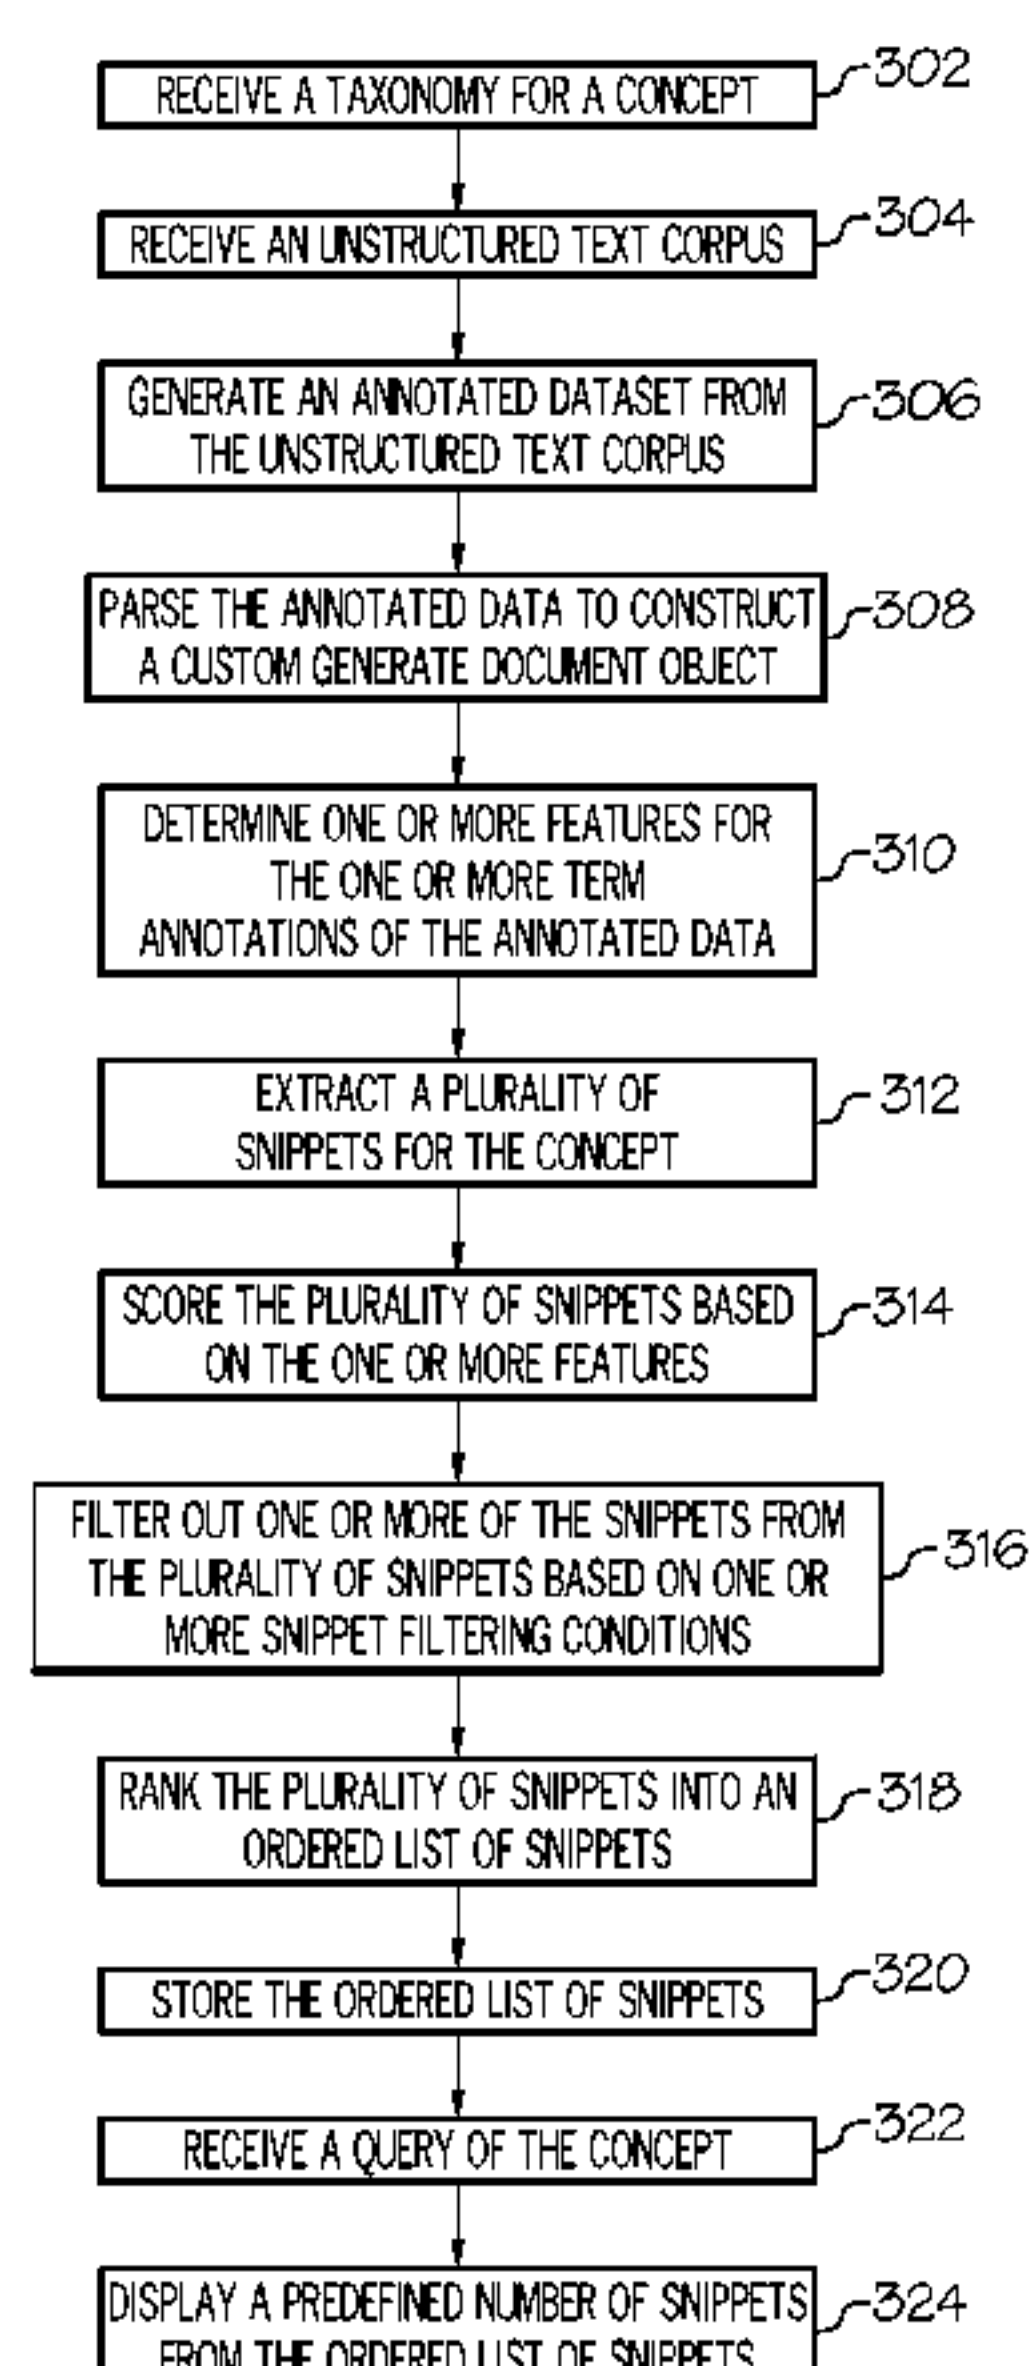 RECEIVE A TAXONOMY FOR A CONCEPT
302
RECEIVE AN UNSTRUCTURED TEXT CORPUS
304
GENERATE AN ANNOTATED DATASET FROM
THE UNSTRUCTURED TEXT CORPUS
306
PARSE THE ANNOTATED DATA TO CONSTRUCT
A CUSTOM GENERATE DOCUMENT OBJECT
308
DETERMINE ONE OR MORE FEATURES FOR
THE ONE OR MORE TERM
ANNOTATIONS OF THE ANNOTATED DATA
310
EXTRACT A PLURALITY OF
SNIPPETS FOR THE CONCEPT
312
SCORE THE PLURALITY OF SNIPPETS BASED
ON THE ONE OR MORE FEATURES
314
FILTER OUT ONE OR MORE OF THE SNIPPETS FROM
THE PLURALITY OF SNIPPETS BASED ON ONE OR
MORE SNIPPET FILTERING CONDITIONS
316
RANK THE PLURALITY OF SNIPPETS INTO AN
ORDERED LIST OF SNIPPETS
318
STORE THE ORDERED LIST OF SNIPPETS
320
RECEIVE A QUERY OF THE CONCEPT
322
DISPLAY A PREDEFINED NUMBER OF SNIPPETS
FROM THE ORDERED LIST OF SNIPPETS
324